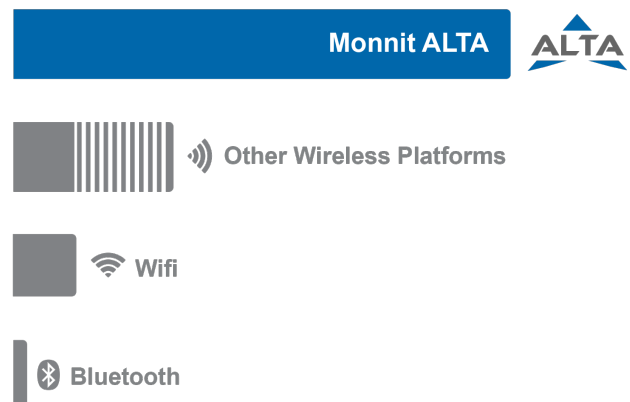 Monnit ALTA
ALTA
Other Wireless Platforms
Wifi
Bluetooth